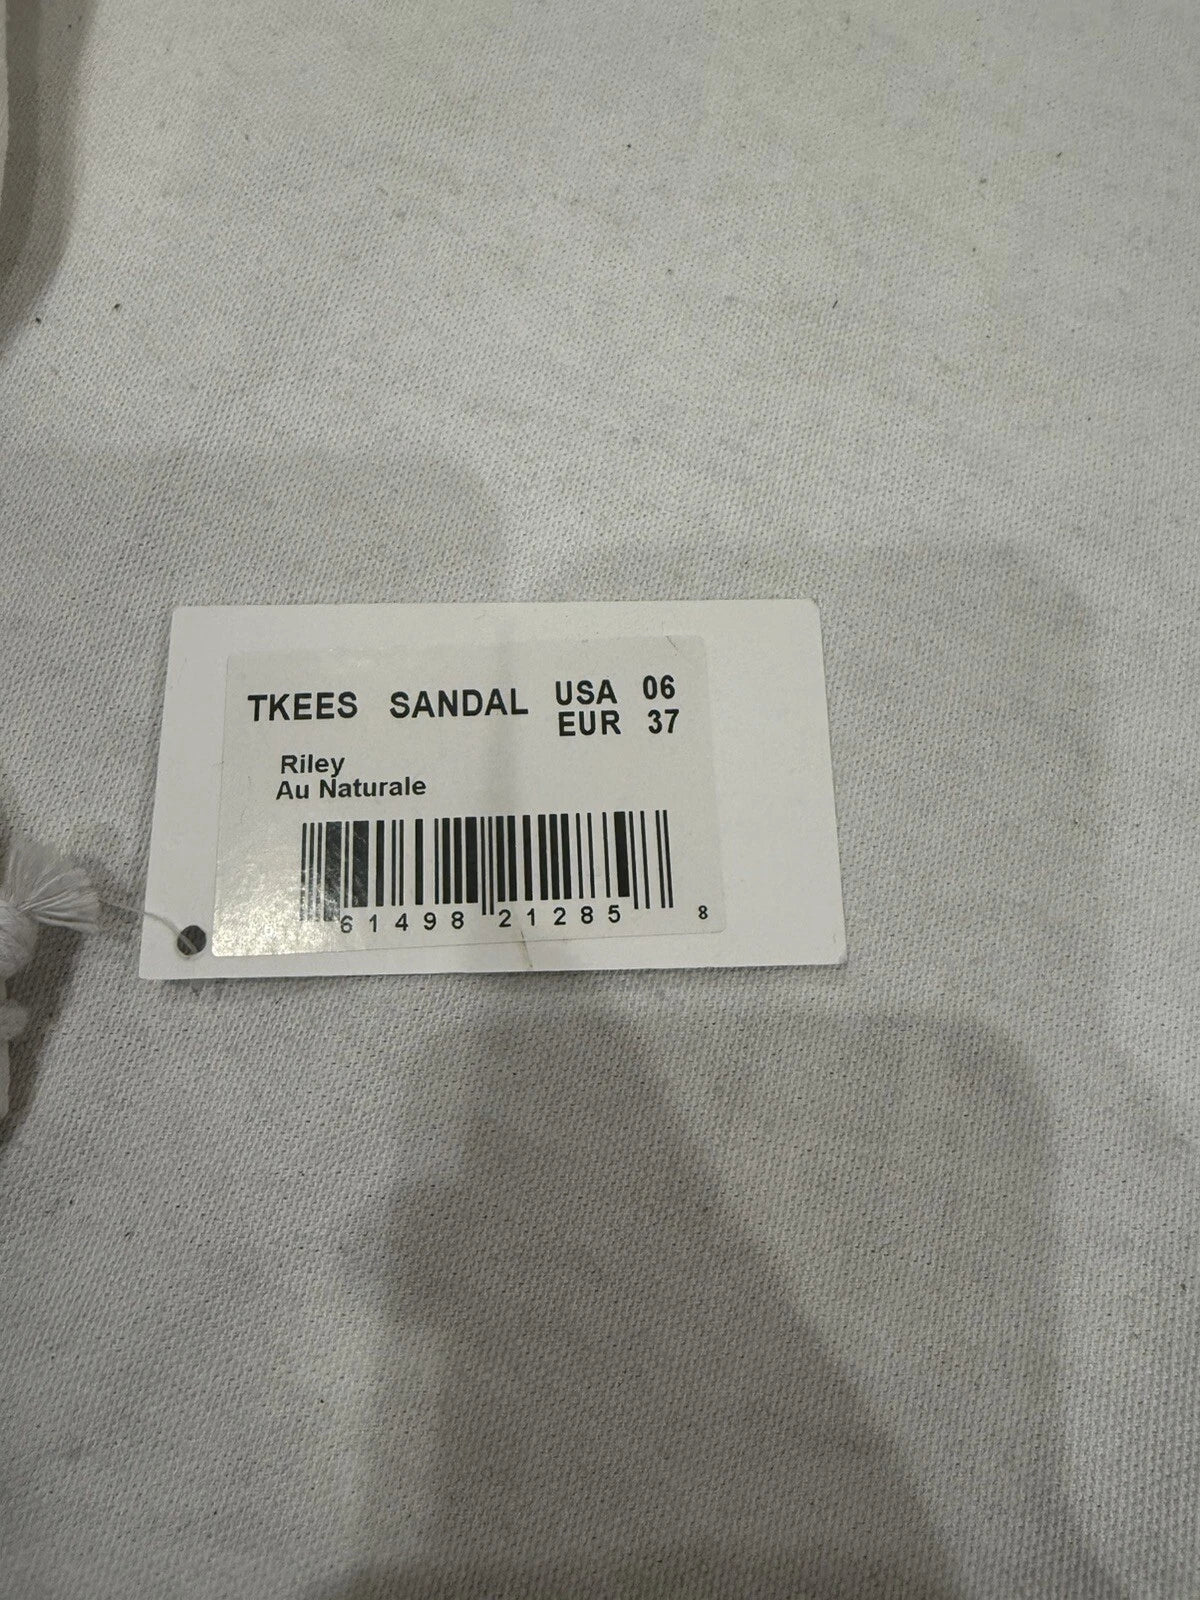 TKEES SANDAL USA 06
EUR 37
Riley
Au Naturale
61498 21285 8